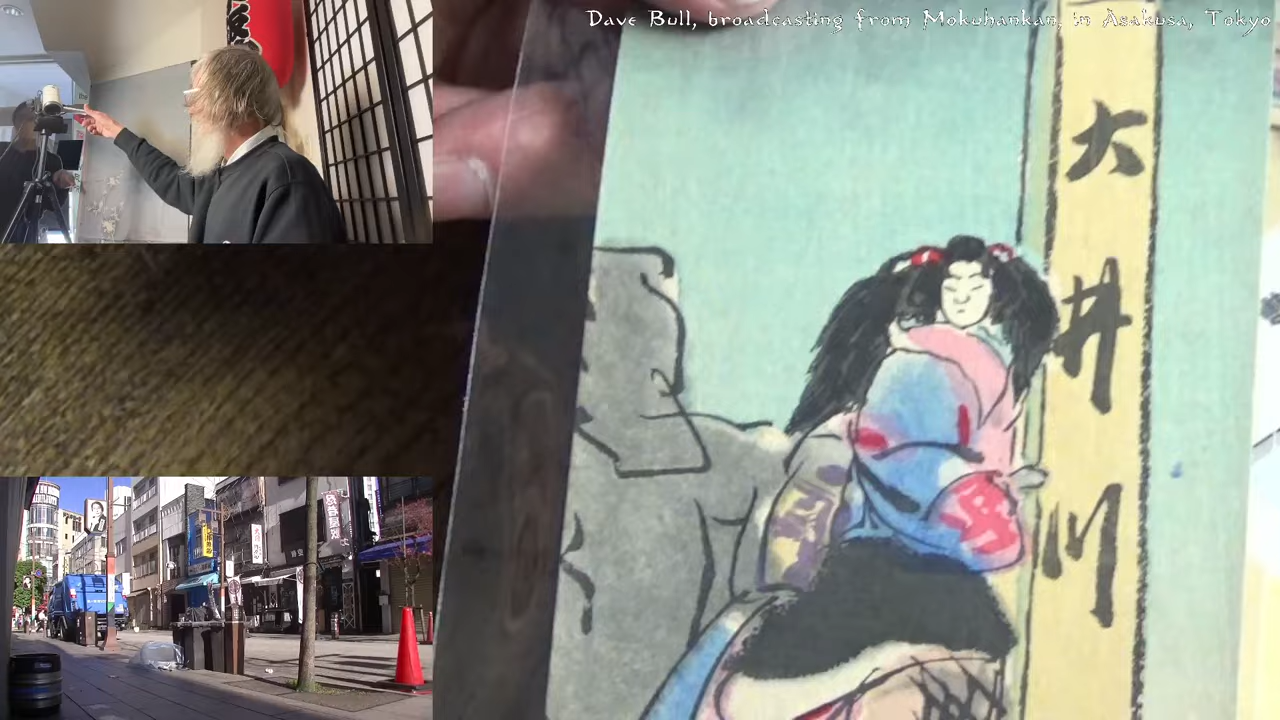 Dave Bull, broadcasting from Mokuhankan, in Asakusa, Tokyo
大井川